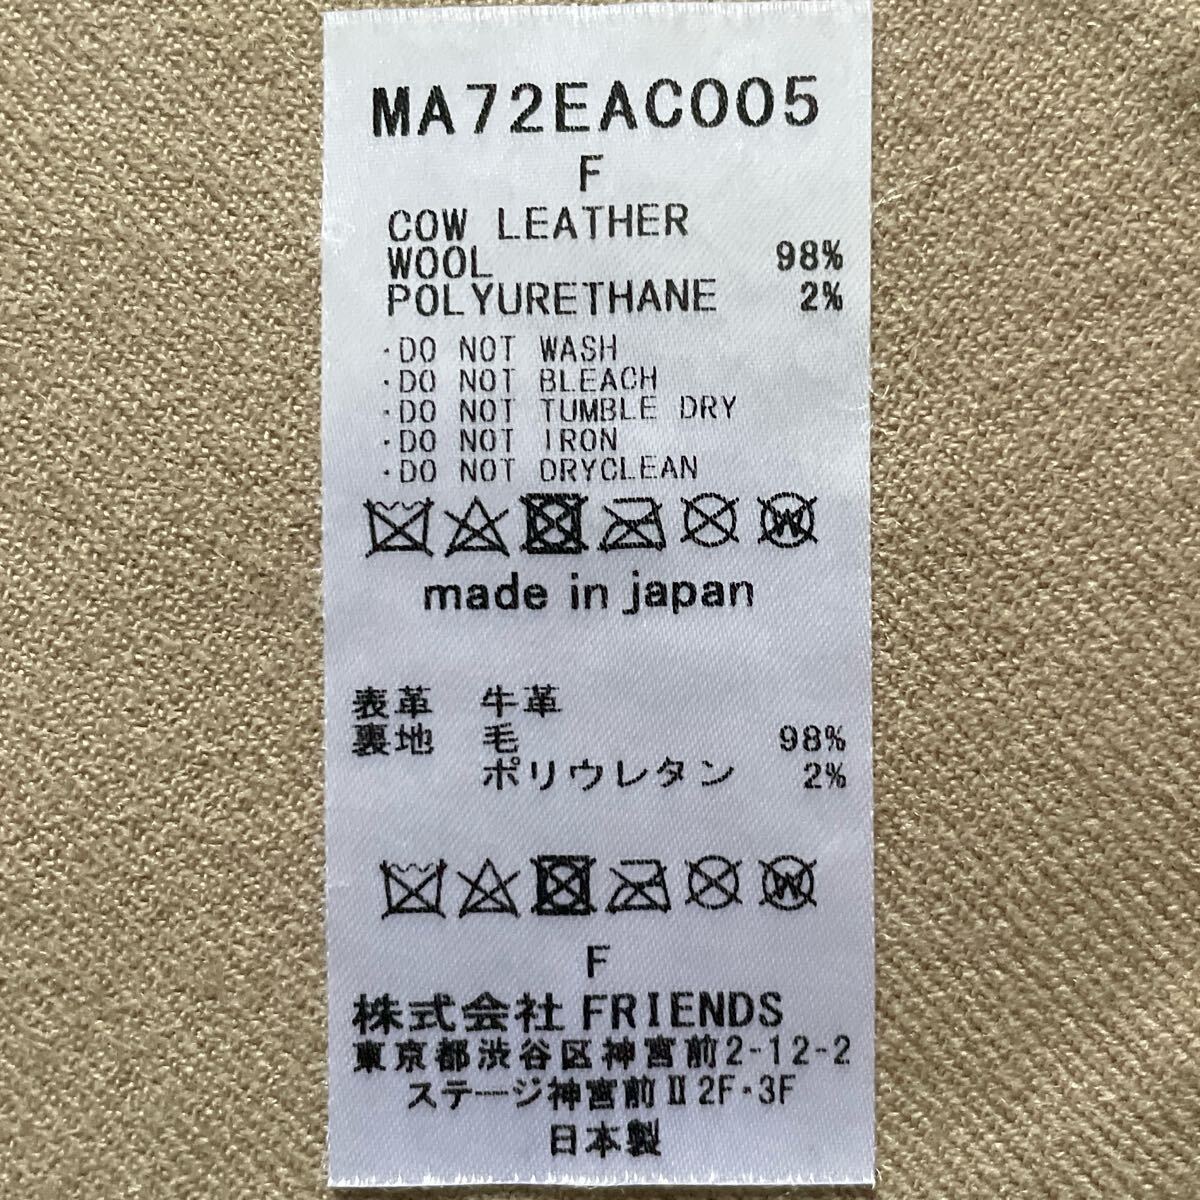 MA72EAC005
F
COW LEATHER
WOOL 98%
POLYURETHANE 2%
・DO NOT WASH
・DO NOT BLEACH
・DO NOT TUMBLE DRY
・DO NOT IRON
・DO NOT DRYCLEAN
W
made in japan
表革 牛革
裏地 毛 98%
ポリウレタン 2%
W
F
株式会社 FRIENDS
東京都渋谷区神宮前2-12-2
ステージ神宮前Ⅱ2F・3F
日本製